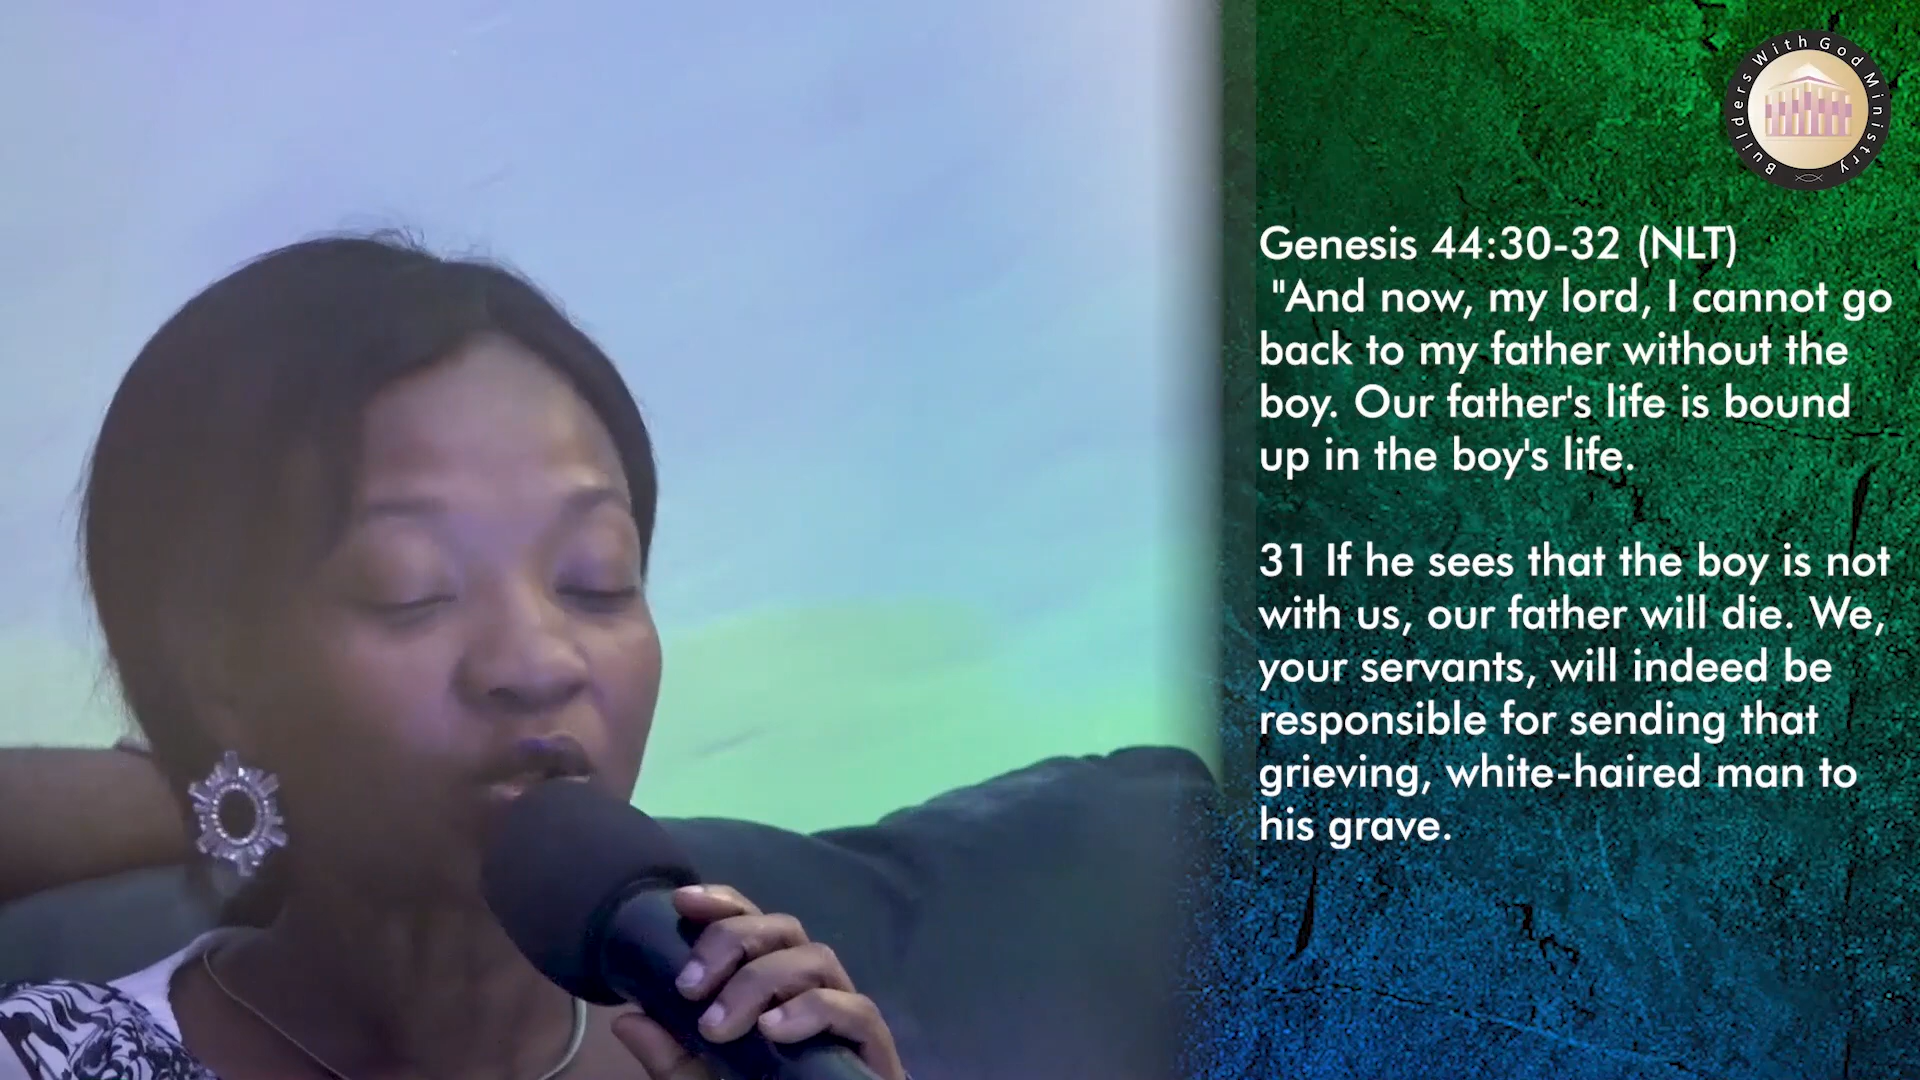 Builders With God Ministry
Genesis 44:30-32 (NLT)
"And now, my lord, I cannot go
back to my father without the
boy. Our father's life is bound
up in the boy's life.
31 If he sees that the boy is not
with us, our father will die. We,
your servants, will indeed be
responsible for sending that
grieving, white-haired man to
his grave.